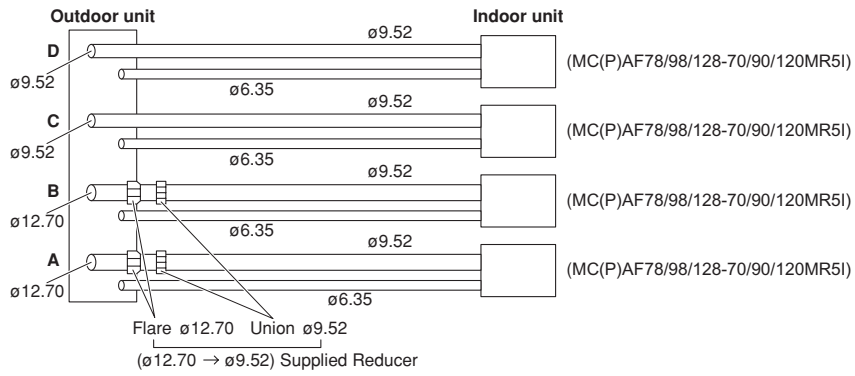 Outdoor unit
Indoor unit
D
ø9.52
(MC(P)AF78/98/128-70/90/120MR5I)
ø9.52
ø6.35
C
ø9.52
(MC(P)AF78/98/128-70/90/120MR5I)
ø9.52
ø6.35
B
ø9.52
(MC(P)AF78/98/128-70/90/120MR5I)
ø12.70
ø6.35
A
ø9.52
(MC(P)AF78/98/128-70/90/120MR5I)
ø12.70
ø6.35
Flare ø12.70 Union ø9.52
(ø12.70 → ø9.52) Supplied Reducer